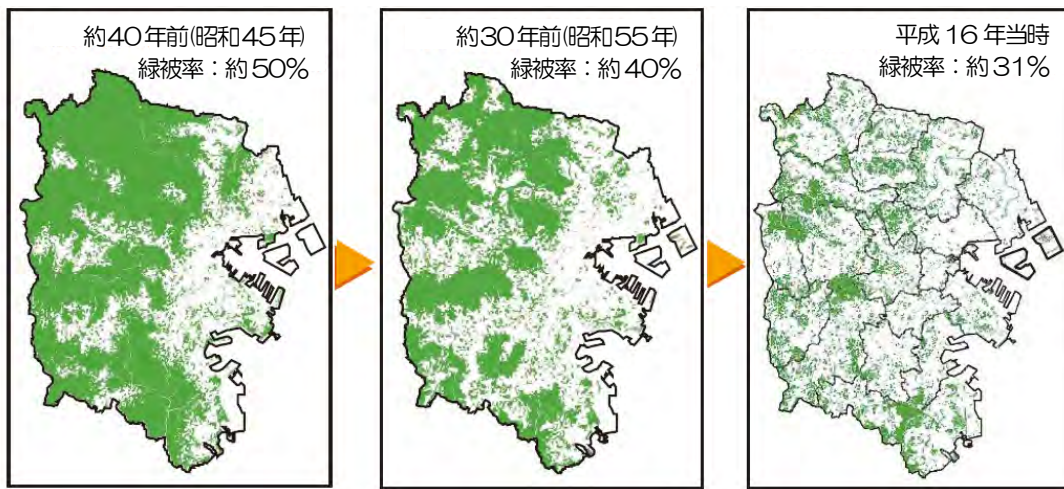 約40年前(昭和45年)
緑被率：約50%
約30年前(昭和55年)
緑被率：約40%
平成16年当時
緑被率：約31%